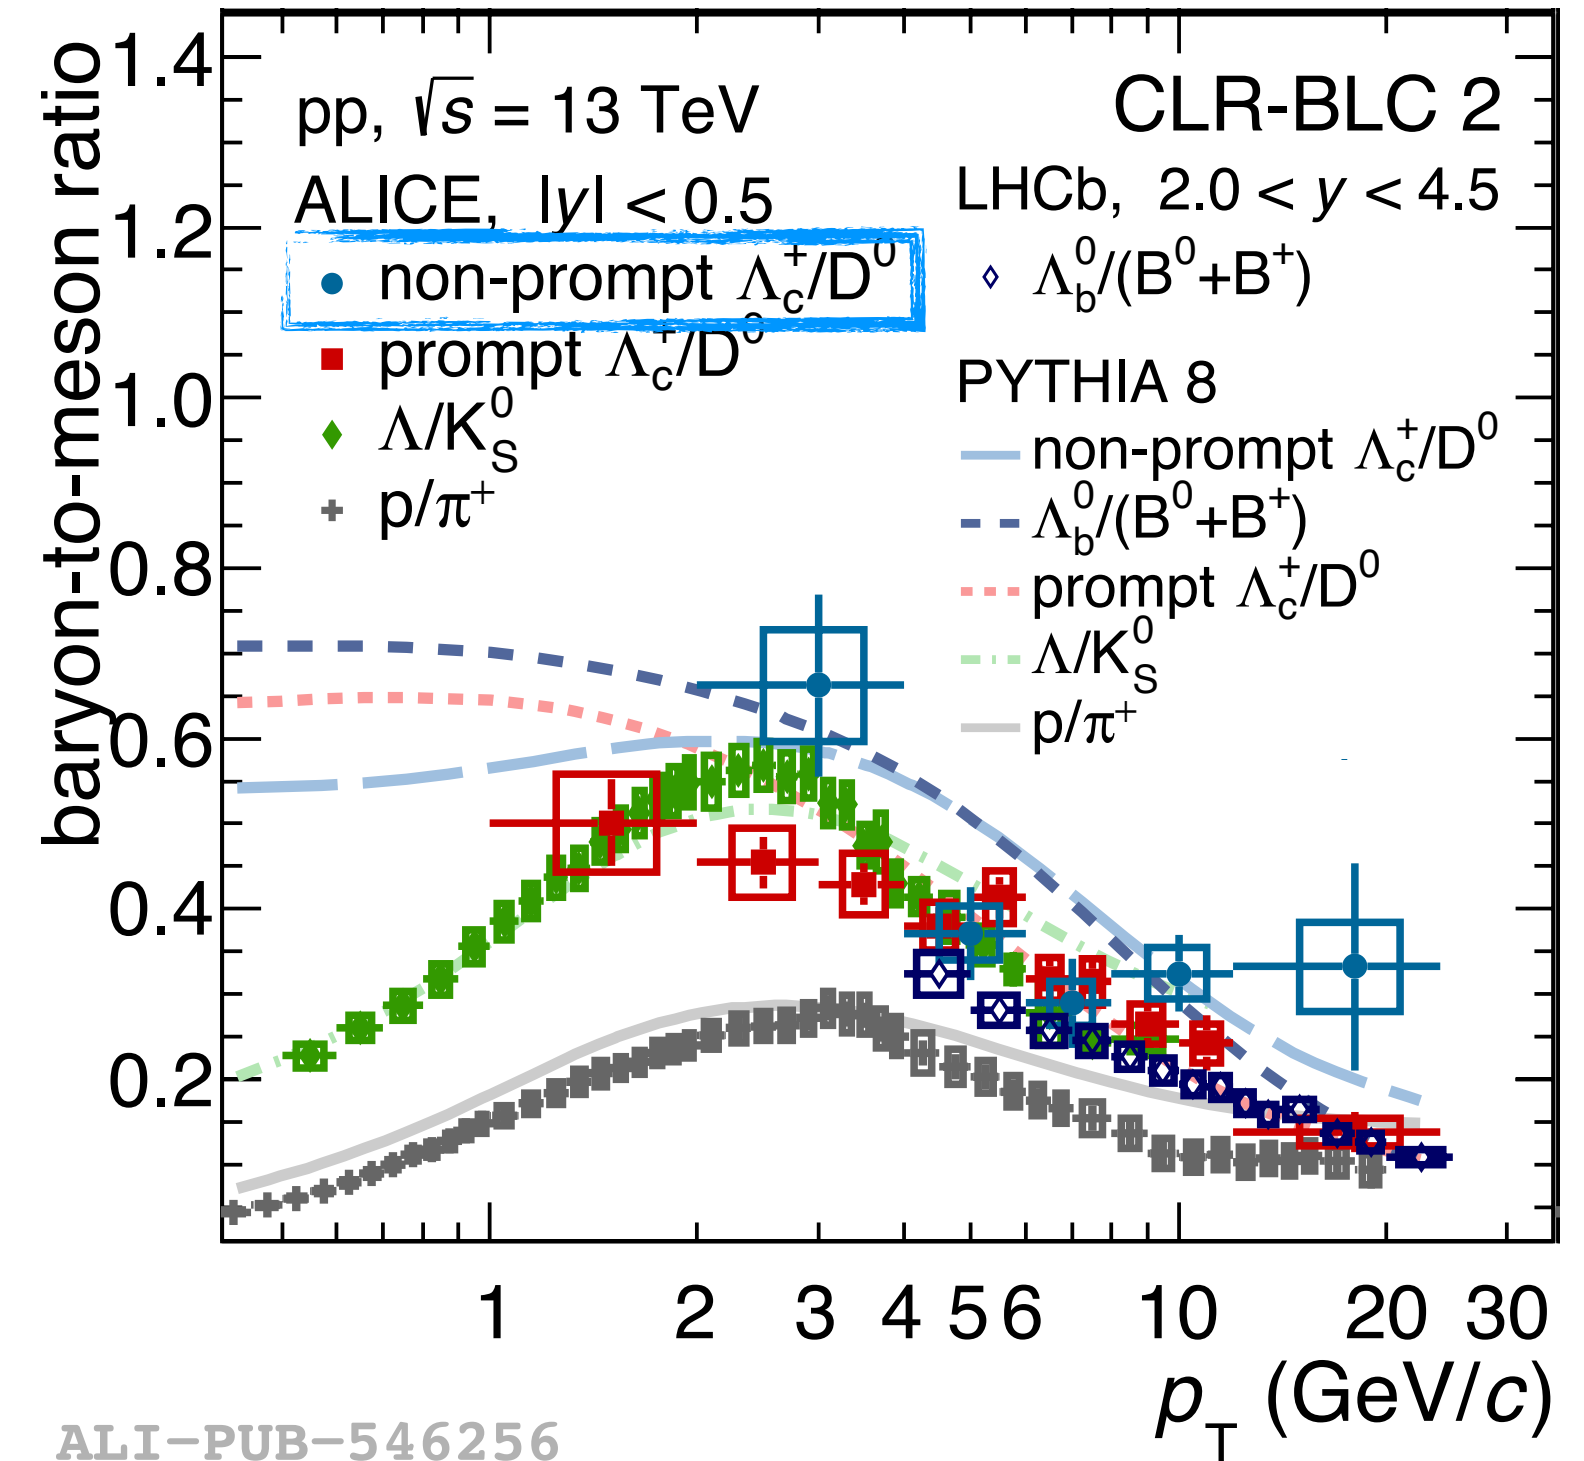 baryon-to-meson ratio
1.4
1.2
1.0
0.8
0.6
0.4
0.2
pp, √s = 13 TeV
ALICE, |y| < 0.5
non-prompt Λc+/D0
prompt Λc+/D0
Λ/KS0
p/π+
CLR-BLC 2
LHCb, 2.0 < y < 4.5
Λb0/(B0+B+)
PYTHIA 8
non-prompt Λc+/D0
Λb0/(B0+B+)
prompt Λc+/D0
Λ/KS0
p/π+
1 2 3 4 5 6 10 20 30
pT (GeV/c)
ALI-PUB-546256